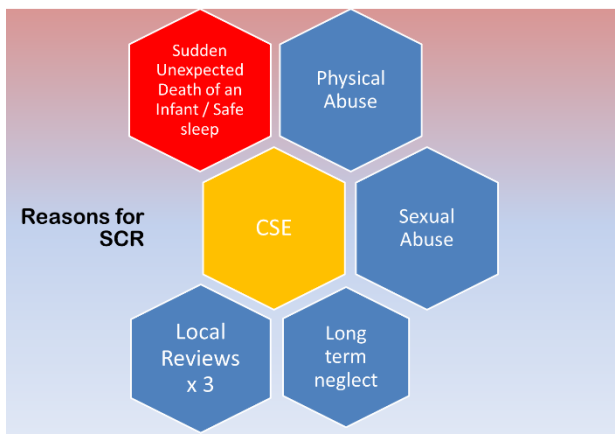 Sudden
Unexpected
Death of an
Infant / Safe
sleep
Physical
Abuse
Reasons for
SCR
CSE
Sexual
Abuse
Local
Reviews
x 3
Long
term
neglect